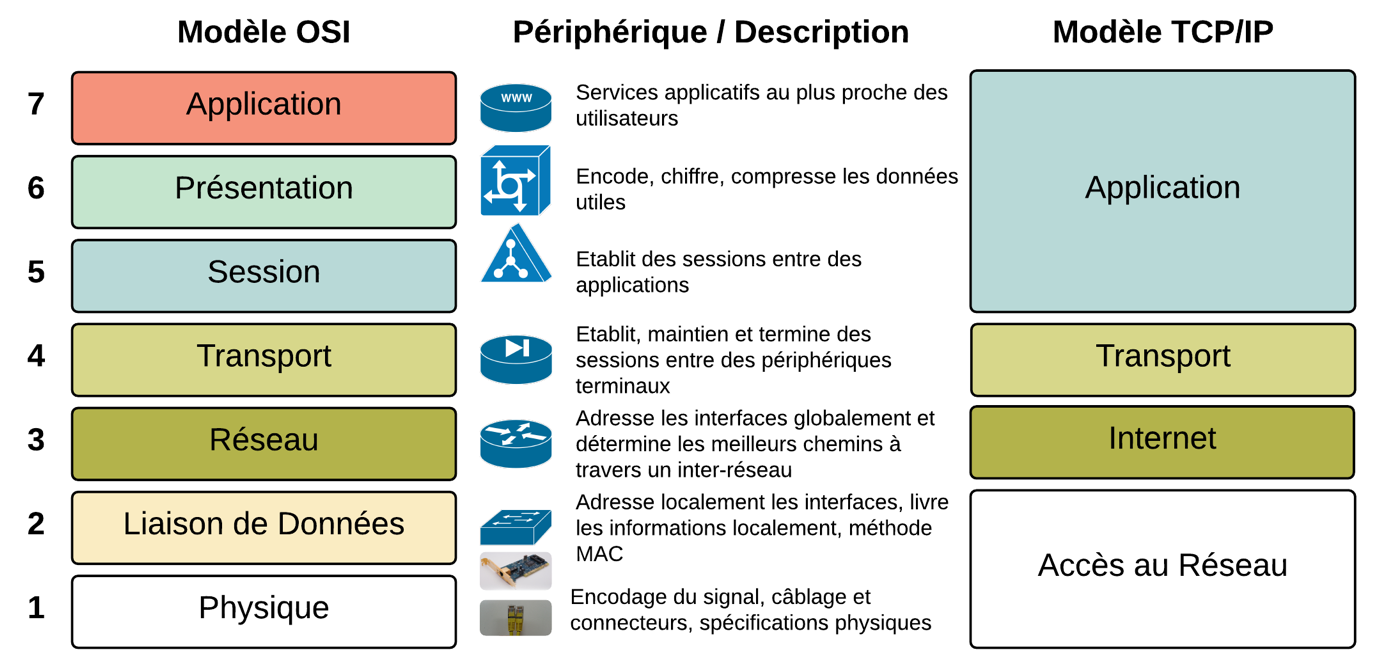 Modèle OSI
Périphérique / Description
Modèle TCP/IP
7
Application
WWW
Services applicatifs au plus proche des
utilisateurs
6
Présentation
Encode, chiffre, compresse les données
utiles
Application
5
Session
Etablit des sessions entre des
applications
4
Transport
Etablit, maintien et termine des
sessions entre des périphériques
terminaux
Transport
3
Réseau
Adresse les interfaces globalement et
détermine les meilleurs chemins à
travers un inter-réseau
Internet
2
Liaison de Données
Adresse localement les interfaces, livre
les informations localement, méthode
MAC
Accès au Réseau
1
Physique
Encodage du signal, câblage et
connecteurs, spécifications physiques